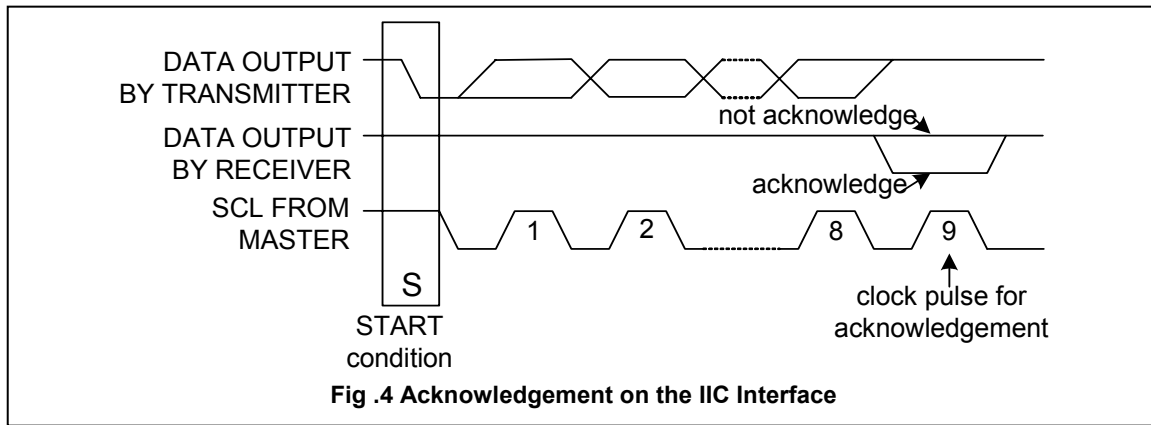 DATA OUTPUT
BY TRANSMITTER
not acknowledge
DATA OUTPUT
BY RECEIVER
acknowledge
SCL FROM
MASTER
1
2
8
9
S
START
condition
clock pulse for
acknowledgement
Fig .4 Acknowledgement on the IIC Interface